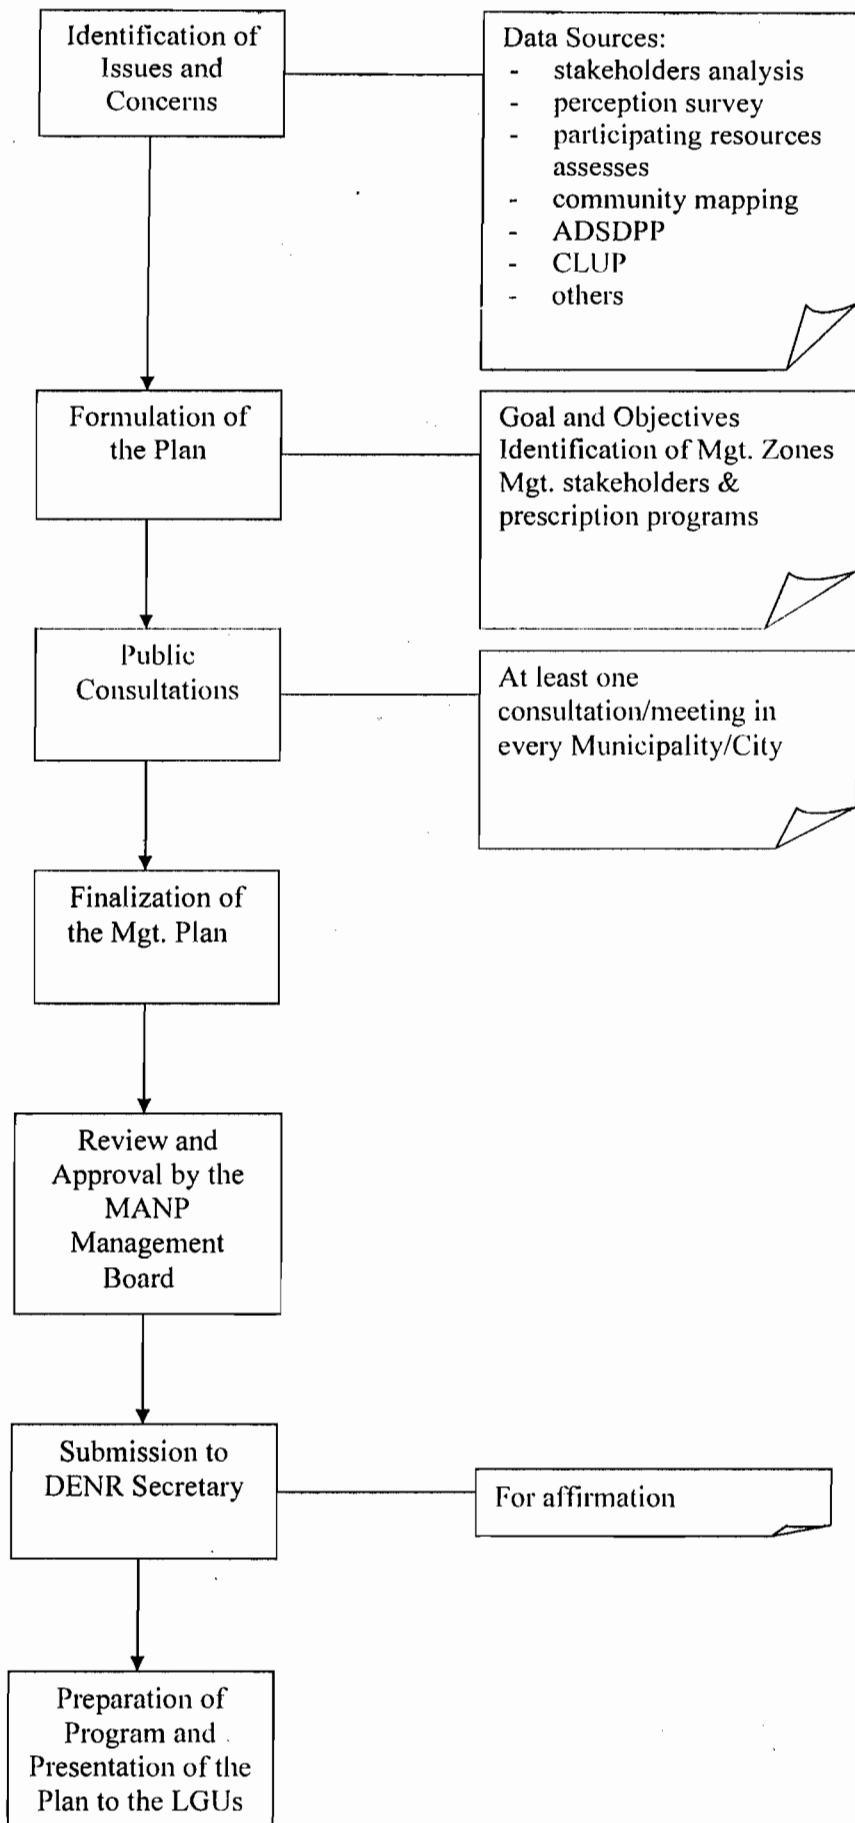 Identification of
Issues and
Concerns
Data Sources:
- stakeholders analysis
- perception survey
- participating resources
assesses
- community mapping
- ADSDPP
- CLUP
- others
Formulation of
the Plan
Goal and Objectives
Identification of Mgt. Zones
Mgt. stakeholders &
prescription programs
Public
Consultations
At least one
consultation/meeting in
every Municipality/City
Finalization of
the Mgt. Plan
Review and
Approval by the
MANP
Management
Board
Submission to
DENR Secretary
For affirmation
Preparation of
Program and
Presentation of the
Plan to the LGUs